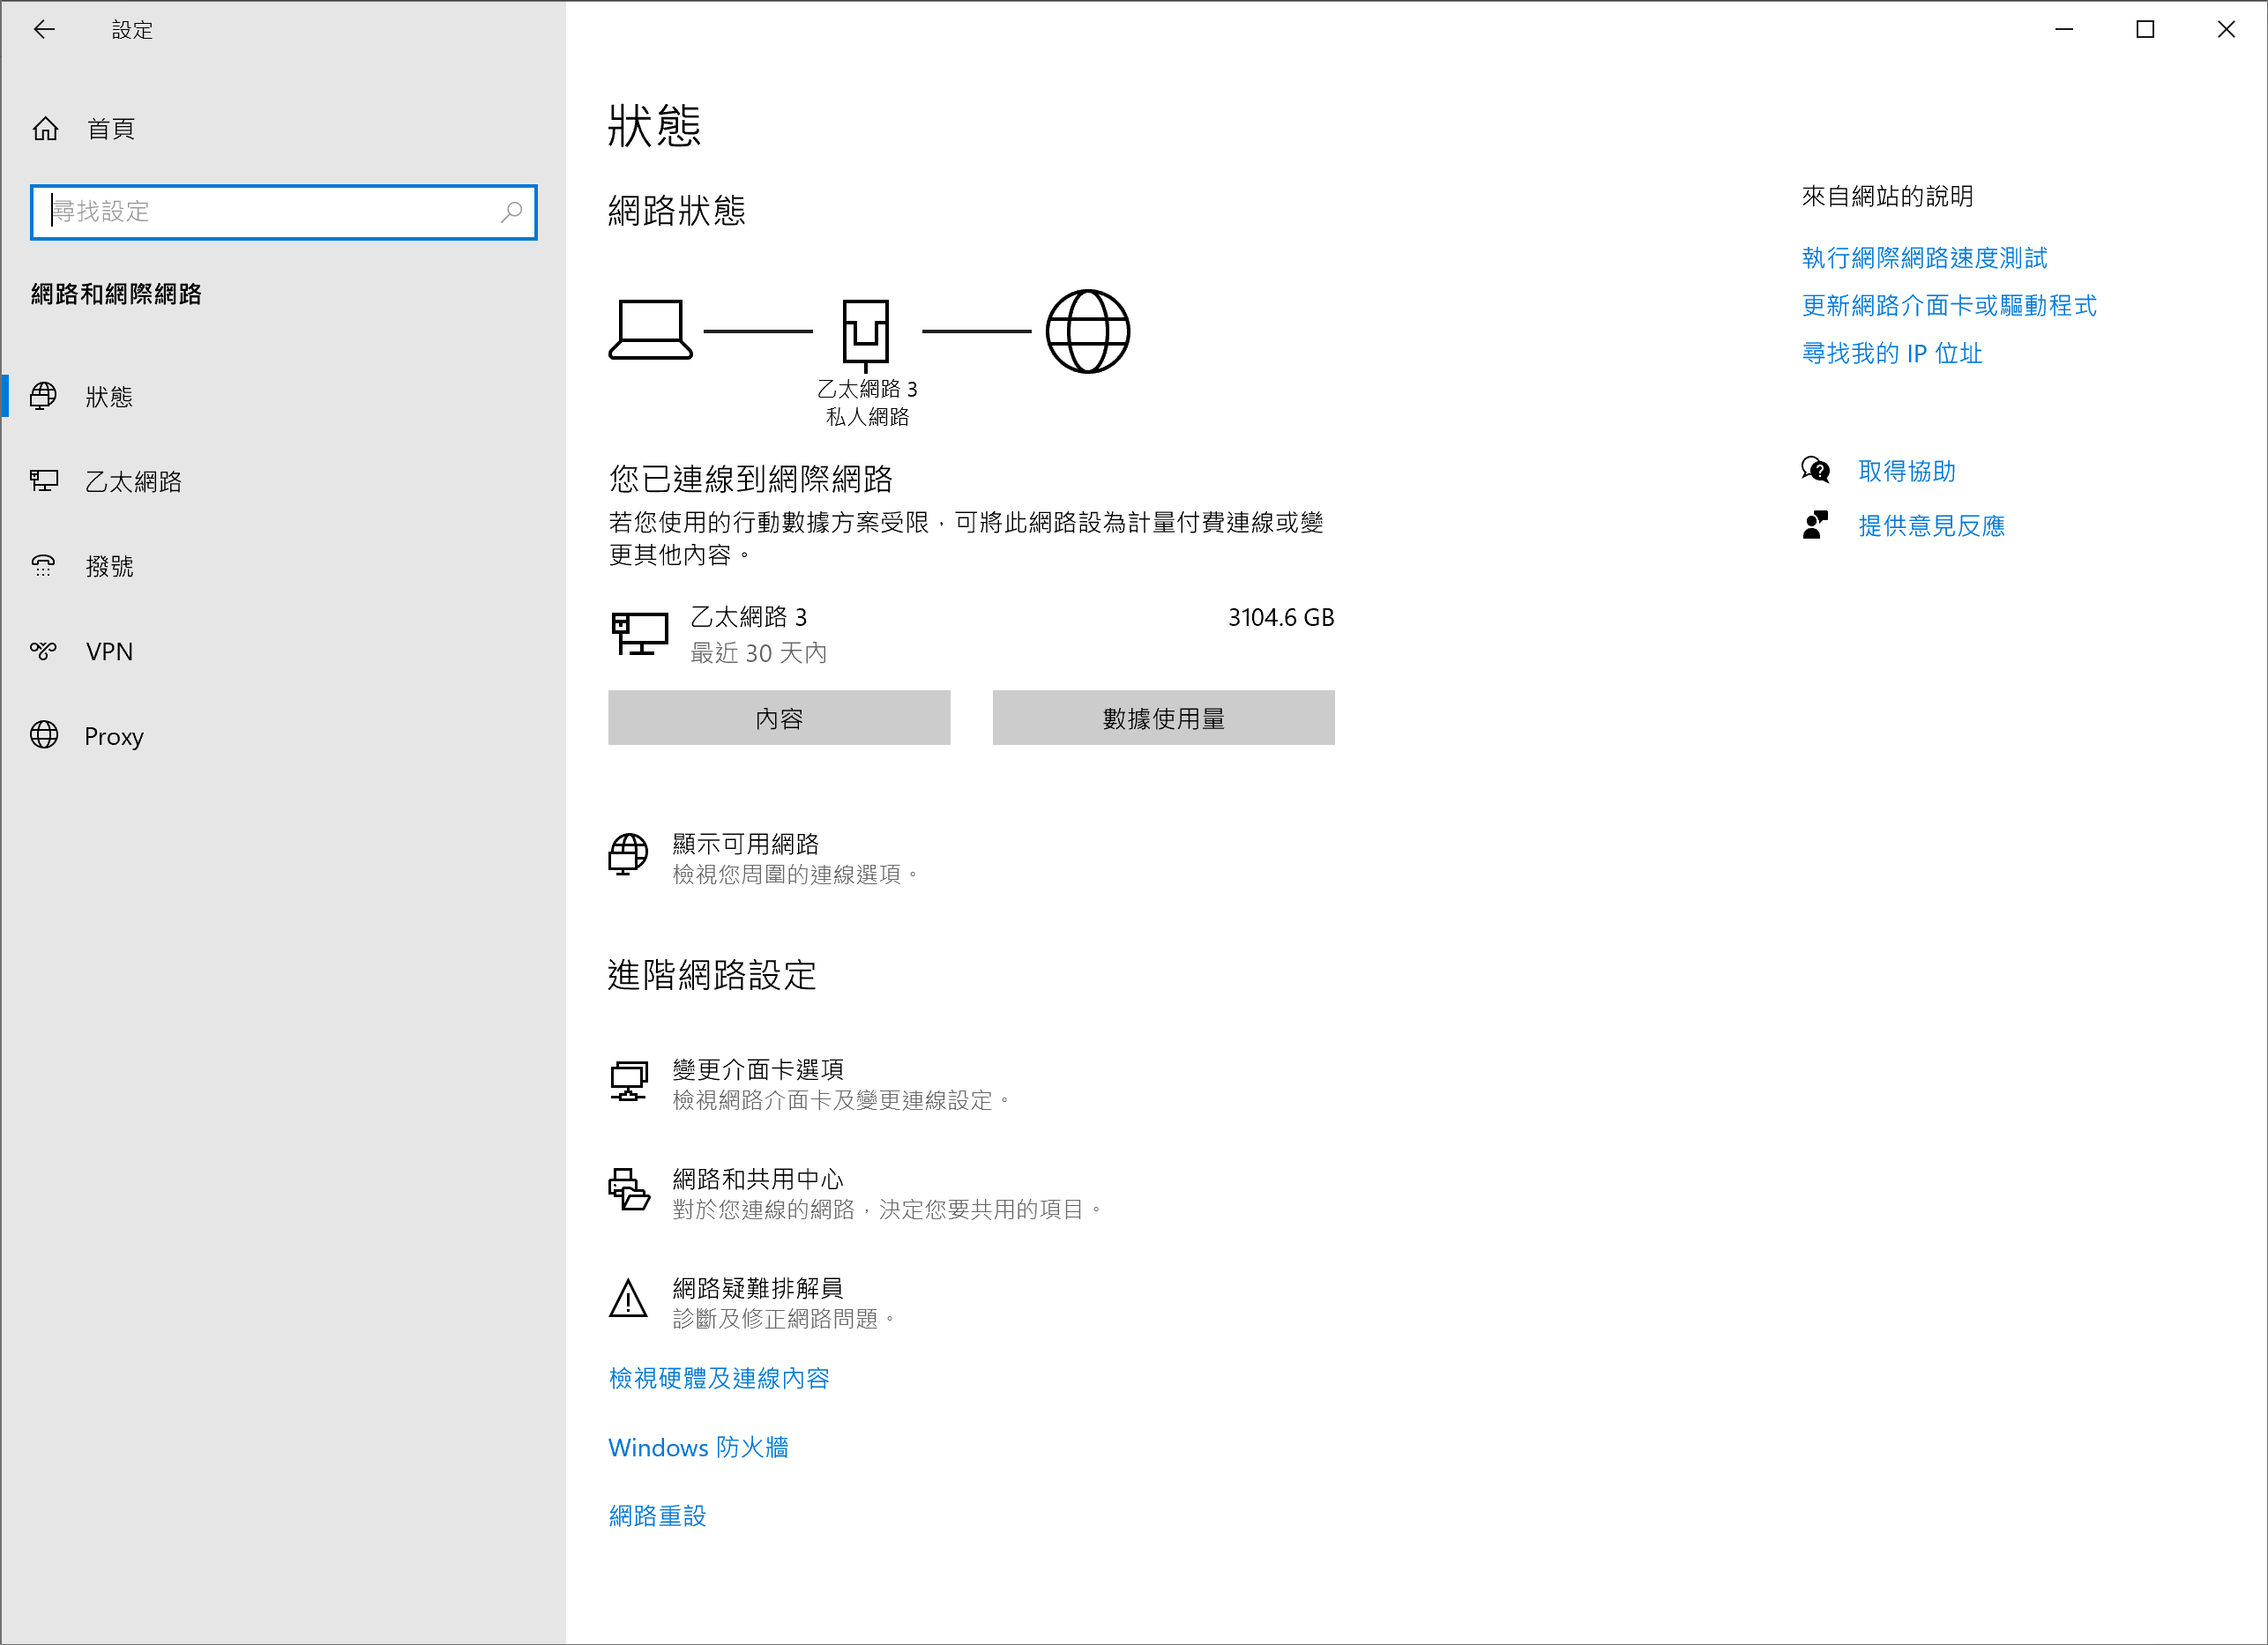 設定
首頁
尋找設定
網路和網際網路
狀態
乙太網路
撥號
VPN
Proxy
狀態
網路狀態
乙太網路 3
私人網路
您已連線到網際網路
若您使用的行動數據方案受限，可將此網路設為計量付費連線或變
更其他內容。
乙太網路 3
3104.6 GB
最近 30 天內
內容
數據使用量
顯示可用網路
檢視您周圍的連線選項。
進階網路設定
變更介面卡選項
檢視網路介面卡及變更連線設定。
網路和共用中心
對於您連線的網路，決定您要共用的項目。
網路疑難排解員
診斷及修正網路問題。
檢視硬體及連線內容
Windows 防火牆
網路重設
來自網站的說明
執行網際網路速度測試
更新網路介面卡或驅動程式
尋找我的 IP 位址
取得協助
提供意見反應